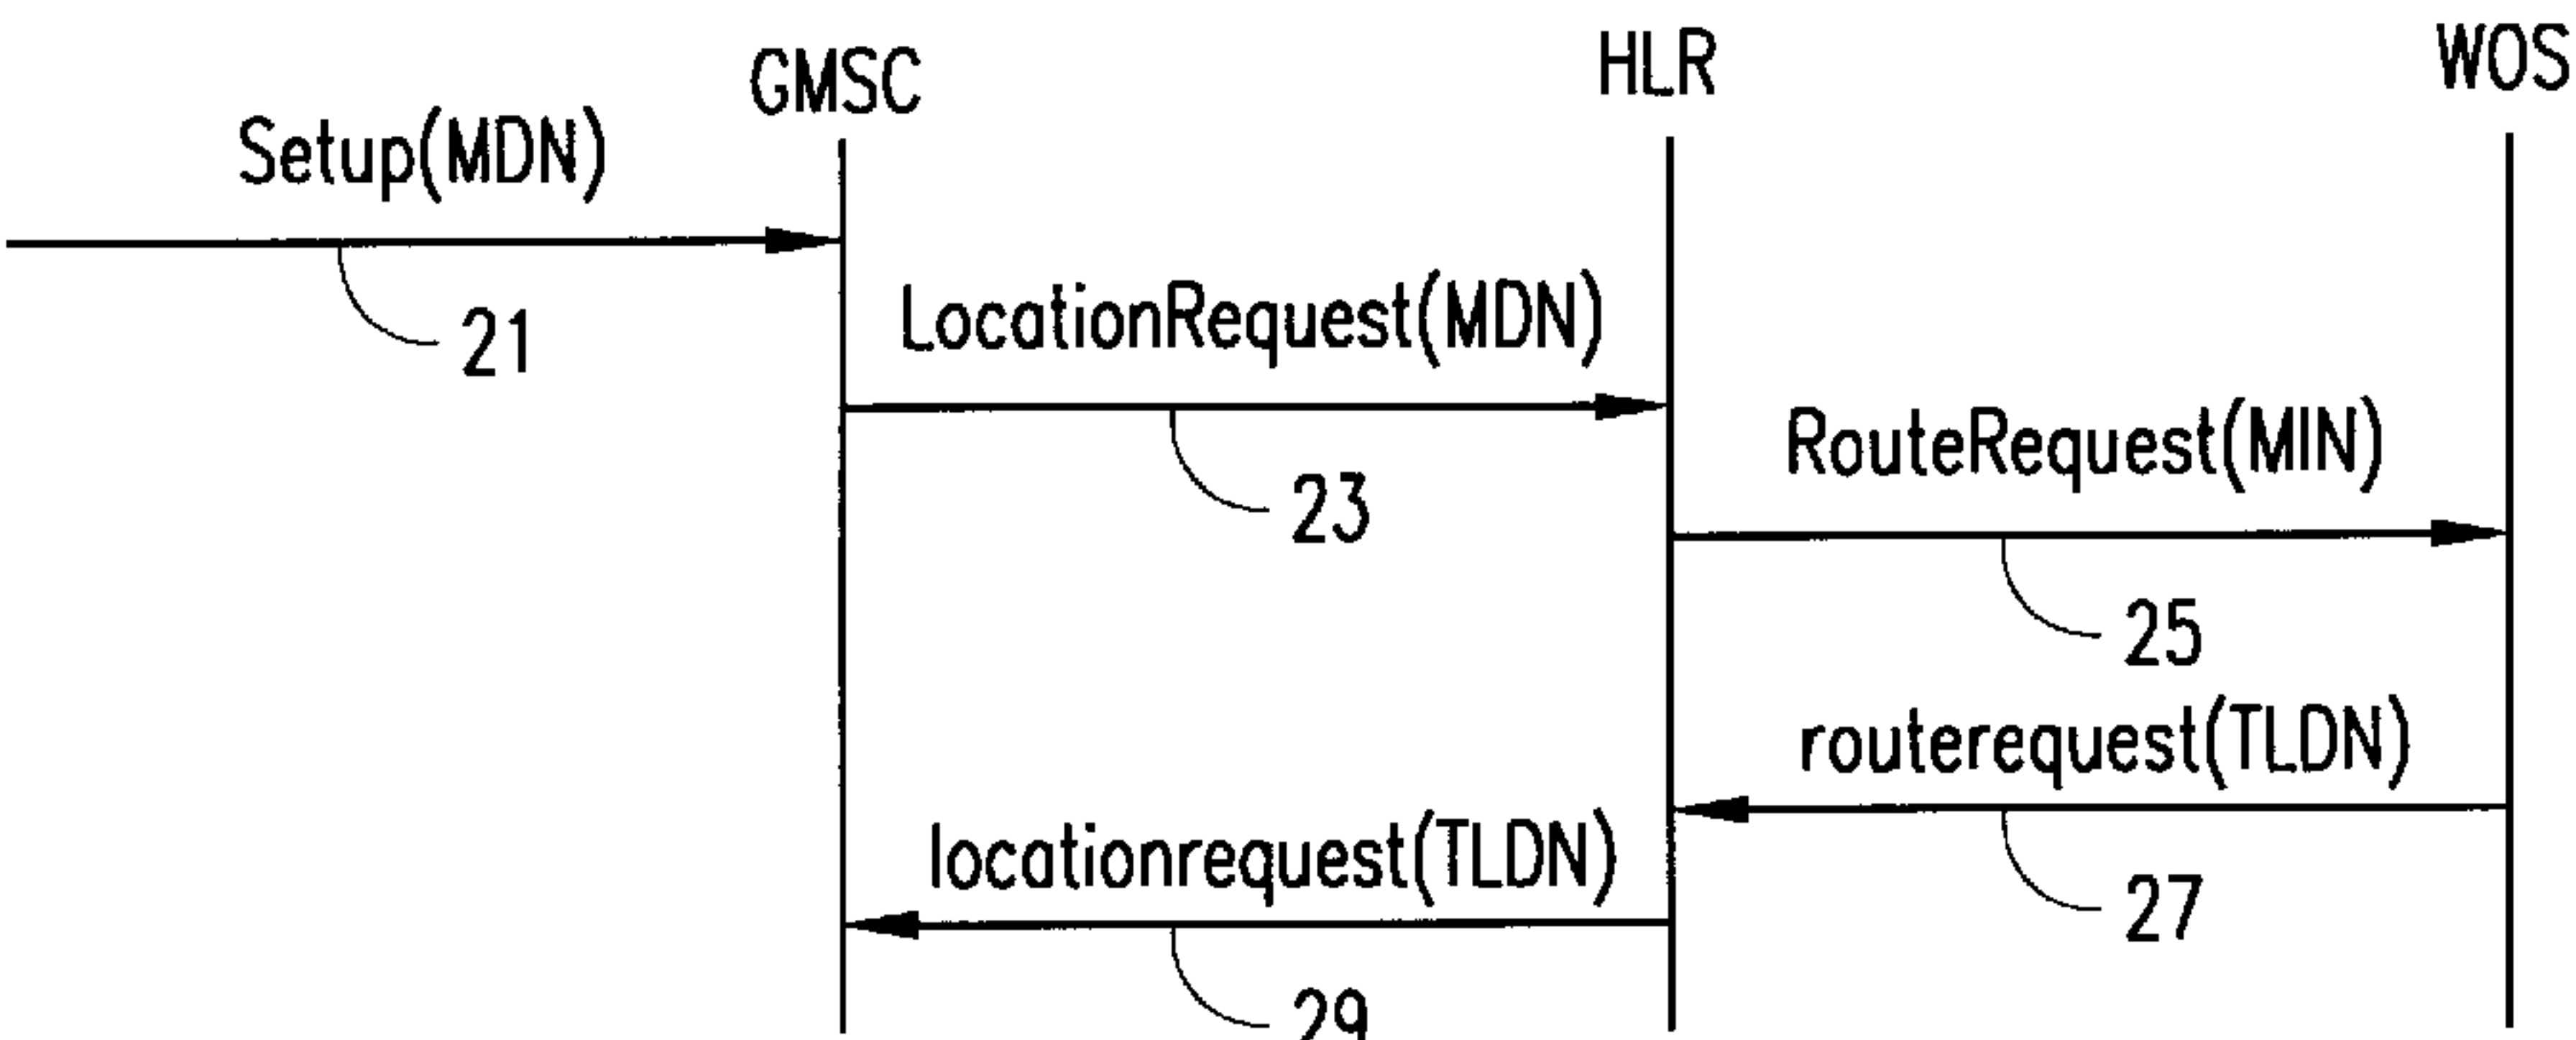 GMSC
HLR
WOS
Setup(MDN)
21
LocationRequest(MDN)
23
RouteRequest(MIN)
25
routerequest(TLDN)
27
locationrequest(TLDN)
29